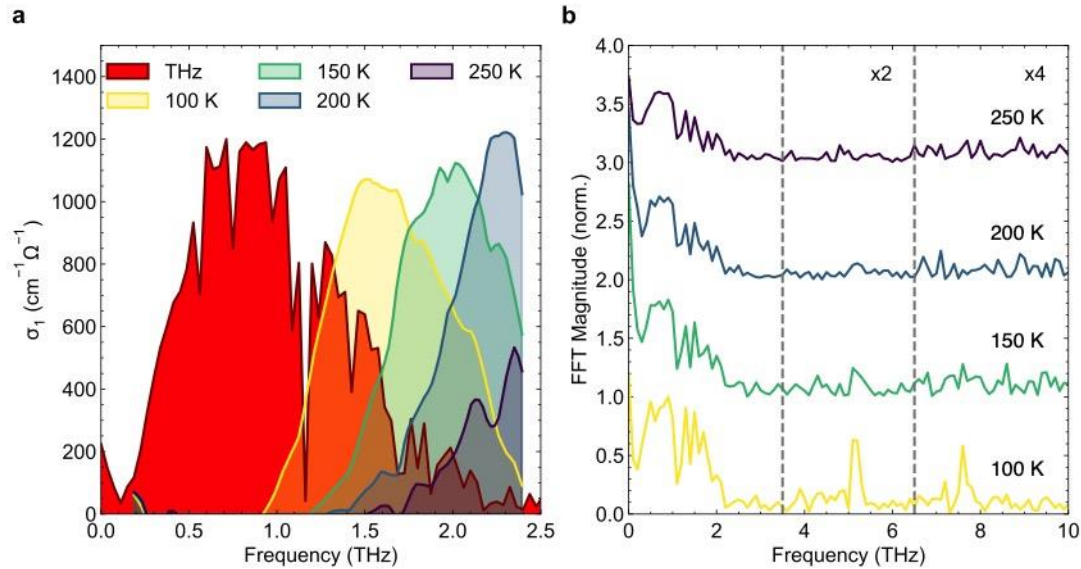 a
1400
1200
1000
800
600
400
200
0
σ₁ (cm⁻¹Ω⁻¹)
THz
100 K
150 K
200 K
250 K
0.0 0.5 1.0 1.5 2.0 2.5
Frequency (THz)
b
4.0
3.5
3.0
2.5
2.0
1.5
1.0
0.5
0.0
FFT Magnitude (norm.)
x2 x4
250 K
200 K
150 K
100 K
0 2 4 6 8 10
Frequency (THz)